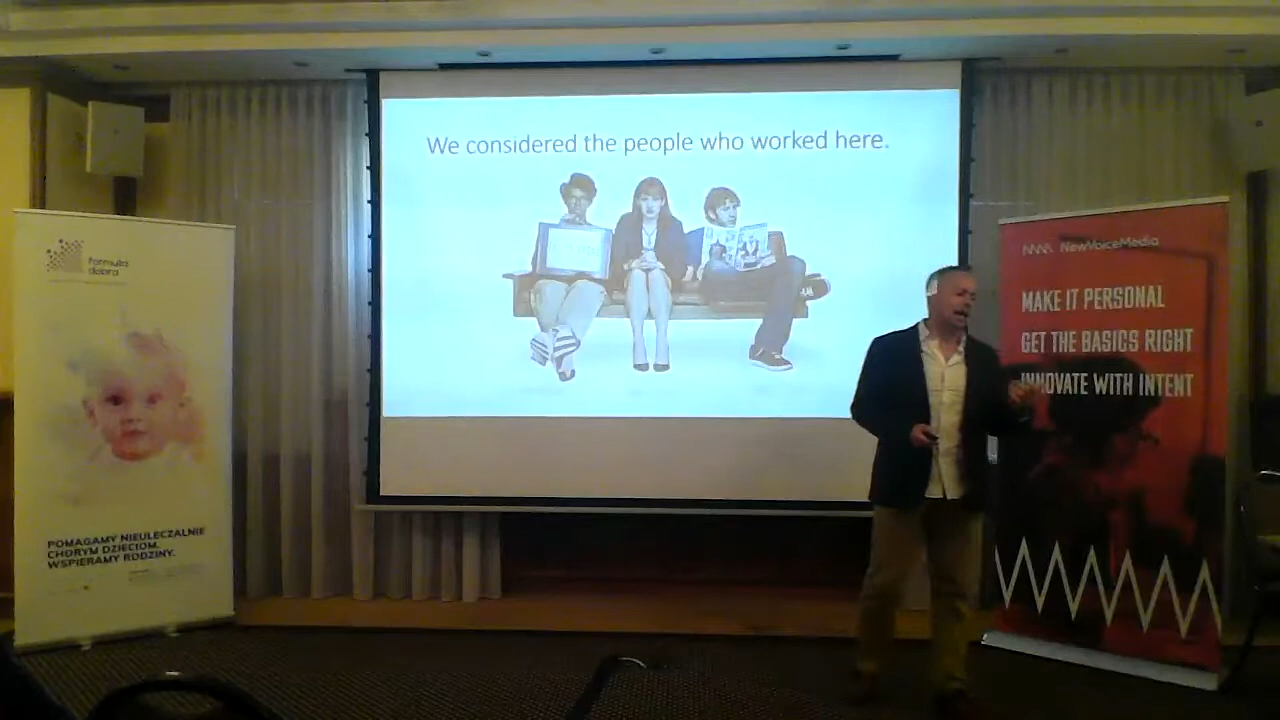 We considered the people who worked here.
formuła
dobra
POMAGAMY NIEULECZALNIE
CHORYM DZIECIOM.
WSPIERAMY RODZINY.
NewVoiceMedia
MAKE IT PERSONAL
GET THE BASICS RIGHT
INNOVATE WITH INTENT